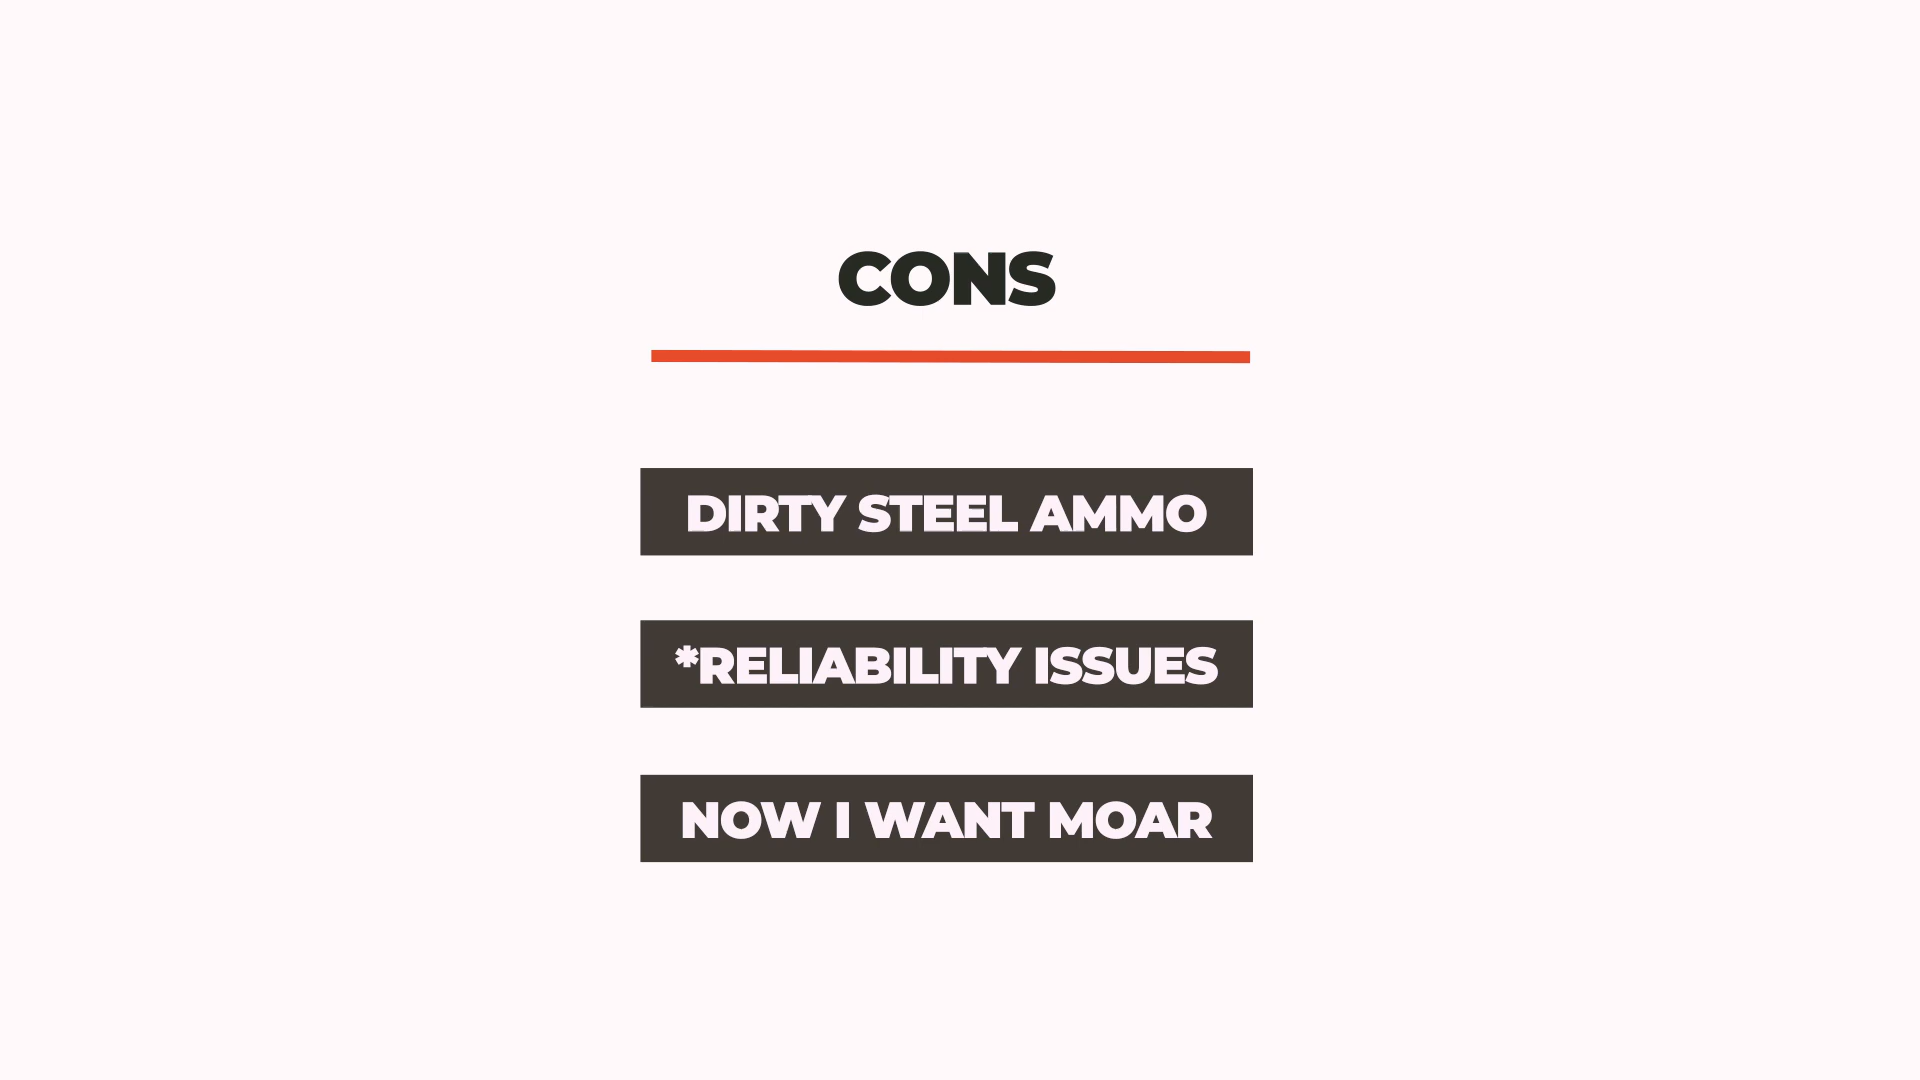 CONS
DIRTY STEEL AMMO
*RELIABILITY ISSUES
NOW I WANT MOAR